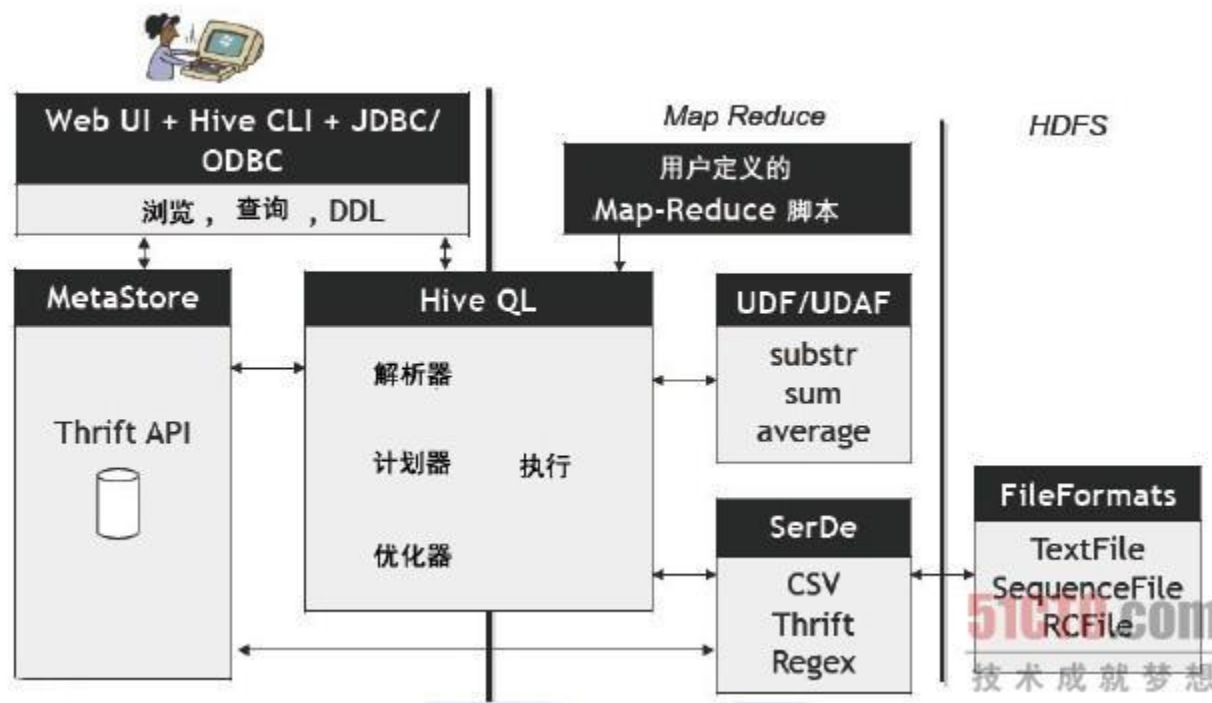 Web UI + Hive CLI + JDBC/
ODBC
浏览 ,  查询 , DDL
Map Reduce
HDFS
用户定义的
Map-Reduce 脚本
MetaStore
Thrift API
Hive QL
解析器
计划器
执行
优化器
UDF/UDAF
substr
sum
average
SerDe
CSV
Thrift
Regex
FileFormats
TextFile
SequenceFile
RCFile
51CTO.com
技术成就梦想